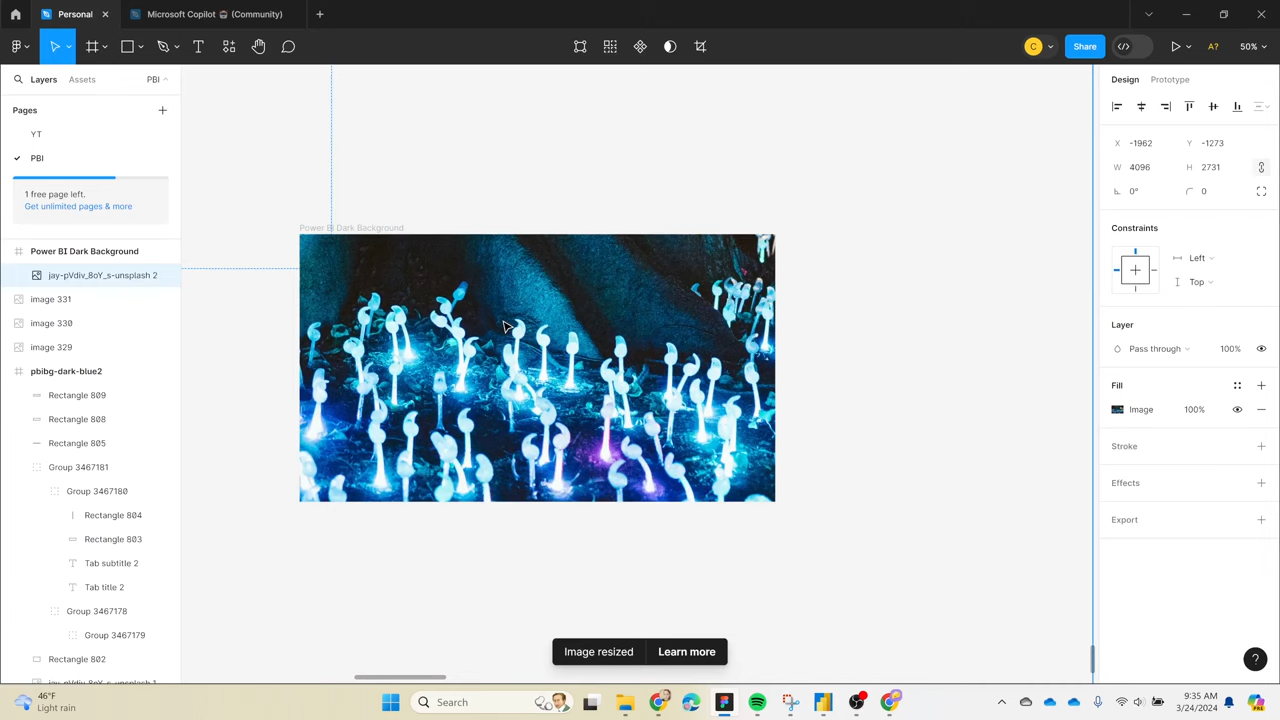 Personal
Microsoft Copilot (Community)
C
Share
A?
50%
Layers
Assets
PBI
Pages
YT
PBI
1 free page left.
Get unlimited pages & more
Power BI Dark Background
jay-pVdiv_8oY_s-unsplash 2
image 331
image 330
image 329
pbibg-dark-blue2
Rectangle 809
Rectangle 808
Rectangle 805
Group 3467181
Group 3467180
Rectangle 804
Rectangle 803
Tab subtitle 2
Tab title 2
Group 3467178
Group 3467179
Rectangle 802
jay-pVdiv_8oY_s-unsplash 1
Power BI Dark Background
Image resized
Learn more
Design
Prototype
X -1962
Y -1273
W 4096
H 2731
0°
0
Constraints
Left
Top
Layer
Pass through
100%
Fill
Image
100%
Stroke
Effects
Export
?
46°F
Light rain
Search
9:35 AM
3/24/2024